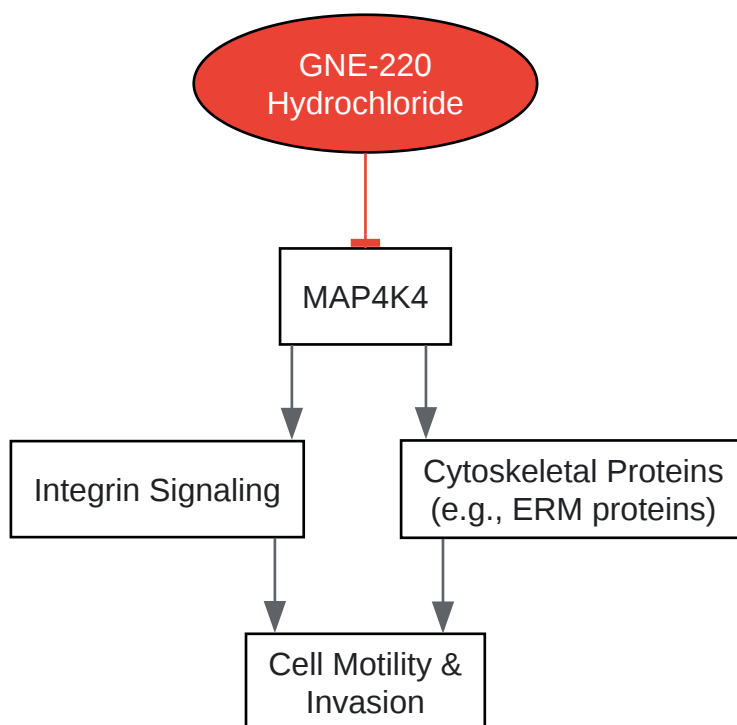 GNE-220
Hydrochloride
MAP4K4
Integrin Signaling
Cytoskeletal Proteins
(e.g., ERM proteins)
Cell Motility &
Invasion